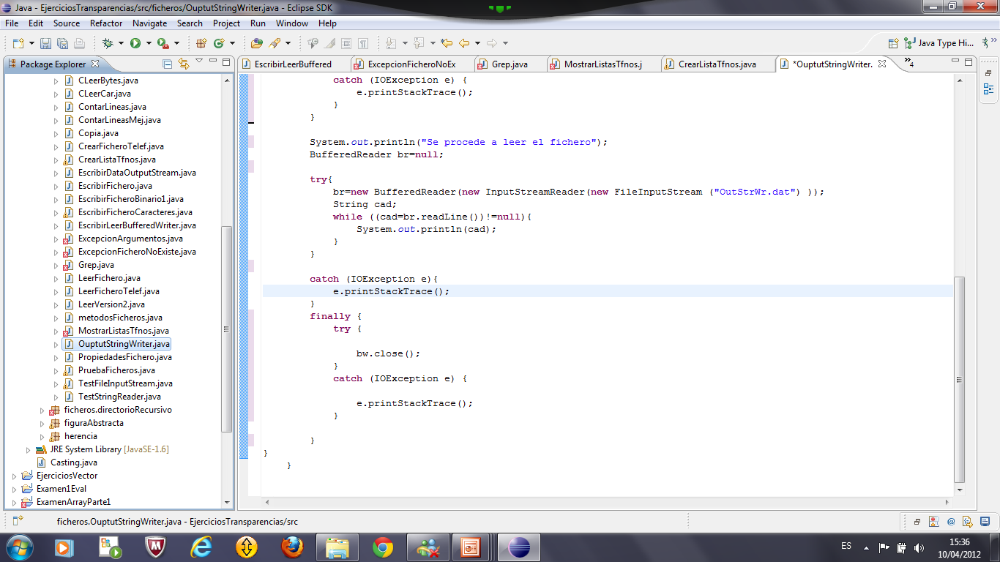 Java - EjerciciosTransparencias/src/ficheros/OuptutStringWriter.java - Eclipse SDK
File Edit Source Refactor Navigate Search Project Run Window Help
Java Type Hi...
Package Explorer
EscribirLeerBuffered
ExcepcionFicheroNoEx
Grep.java
MostrarListasTfnos.j
CrearListaTfnos.java
*OuptutStringWriter.
»4
CLeerBytes.java
CLeerCar.java
ContarLineas.java
ContarLineasMej.java
Copia.java
CrearFicheroTelef.java
CrearListaTfnos.java
EscribirDataOutputStream.java
EscribirFichero.java
EscribirFicheroBinario1.java
EscribirFicheroCaracteres.java
EscribirLeerBufferedWriter.java
ExcepcionArgumentos.java
ExcepcionFicheroNoExiste.java
Grep.java
LeerFichero.java
LeerFicheroTelef.java
LeerVersion2.java
metodosFicheros.java
MostrarListasTfnos.java
OuptutStringWriter.java
PropiedadesFichero.java
PruebaFicheros.java
TestFileInputStream.java
TestStringReader.java
ficheros.directorioRecursivo
figuraAbstracta
herencia
JRE System Library [JavaSE-1.6]
Casting.java
EjerciciosVector
Examen1Eval
ExamenArrayParte1
catch (IOException e) {
e.printStackTrace();
}
}
System.out.println("Se procede a leer el fichero");
BufferedReader br=null;
try{
br=new BufferedReader(new InputStreamReader(new FileInputStream ("OutStrWr.dat") ));
String cad;
while ((cad=br.readLine())!=null){
System.out.println(cad);
}
}
catch (IOException e){
e.printStackTrace();
}
finally {
try {
bw.close();
}
catch (IOException e) {
e.printStackTrace();
}
}
}
}
ficheros.OuptutStringWriter.java - EjerciciosTransparencias/src
ES
15:36
10/04/2012